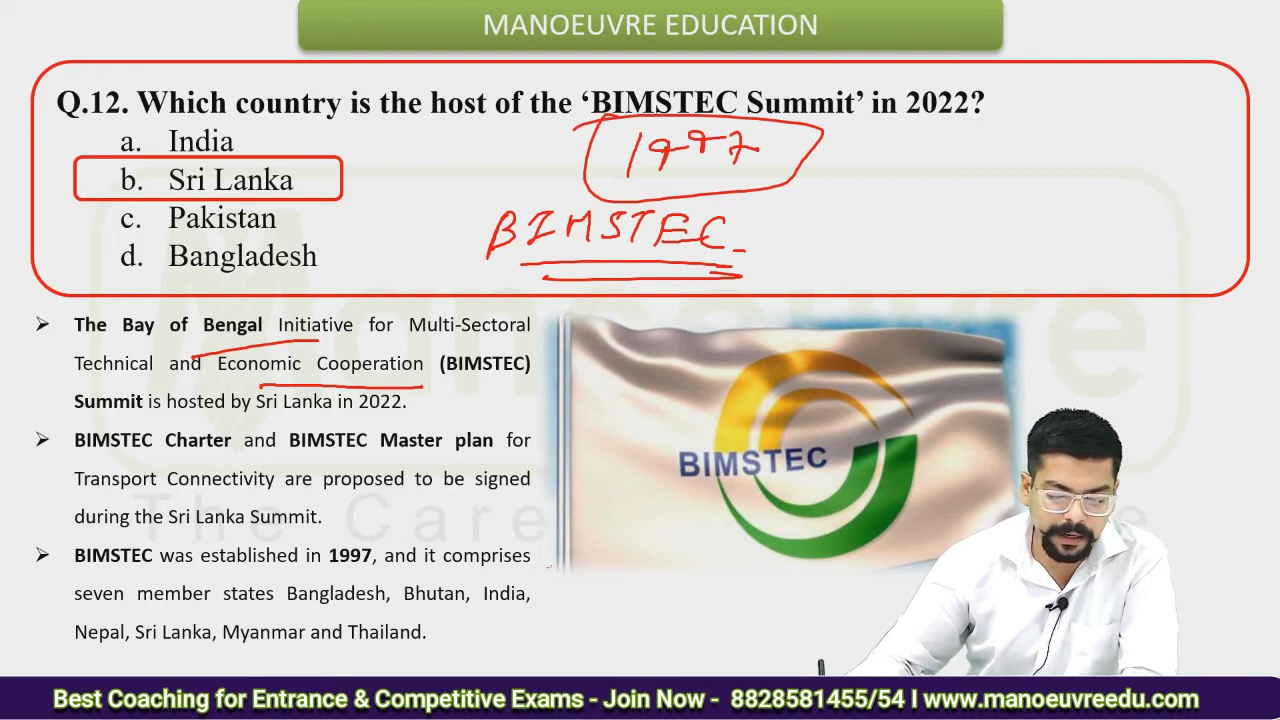 MANOEUVRE EDUCATION
Q.12. Which country is the host of the ‘BIMSTEC Summit’ in 2022?
a. India
b. Sri Lanka
c. Pakistan
d. Bangladesh
1997
BIMSTEC
➢ The Bay of Bengal Initiative for Multi-Sectoral
Technical and Economic Cooperation (BIMSTEC)
Summit is hosted by Sri Lanka in 2022.
➢ BIMSTEC Charter and BIMSTEC Master plan for
Transport Connectivity are proposed to be signed
during the Sri Lanka Summit.
➢ BIMSTEC was established in 1997, and it comprises
seven member states Bangladesh, Bhutan, India,
Nepal, Sri Lanka, Myanmar and Thailand.
BIMSTEC
Manoeuvre
The Care
Best Coaching for Entrance & Competitive Exams - Join Now - 8828581455/54 I www.manoeuvreedu.com